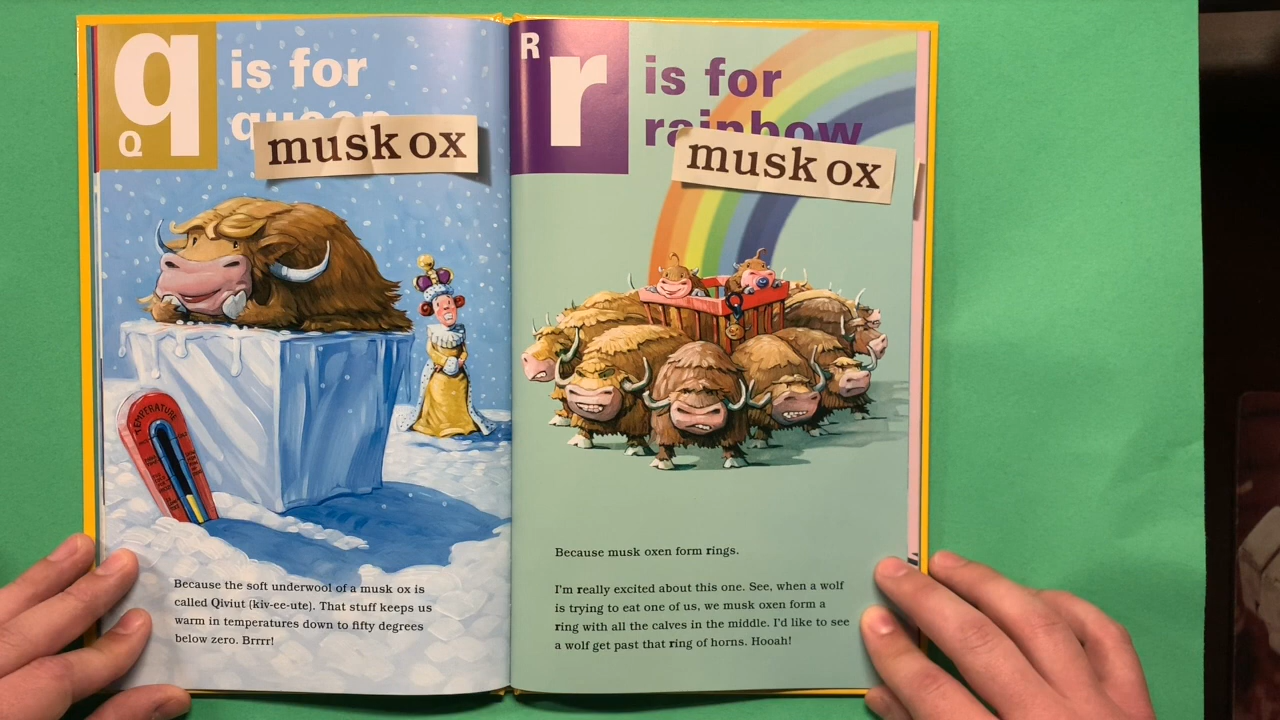 q
Q
is for
queen
musk ox
TEMPERATURE
Because the soft underwool of a musk ox is
called Qiviut (kiv-ee-ute). That stuff keeps us
warm in temperatures down to fifty degrees
below zero. Brrrr!
R
r
is for
rainbow
musk ox
Because musk oxen form rings.
I'm really excited about this one. See, when a wolf
is trying to eat one of us, we musk oxen form a
ring with all the calves in the middle. I'd like to see
a wolf get past that ring of horns. Hooah!